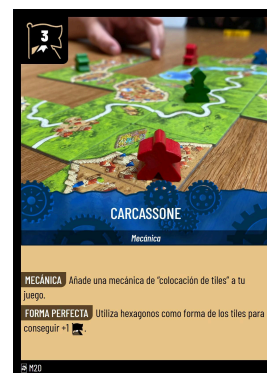 3
CARCASSONE
Mecánica
MECÁNICA Añade una mecánica de "colocación de tiles" a tu
juego.
FORMA PERFECTA Utiliza hexagonos como forma de los tiles para
conseguir +1 .
M20